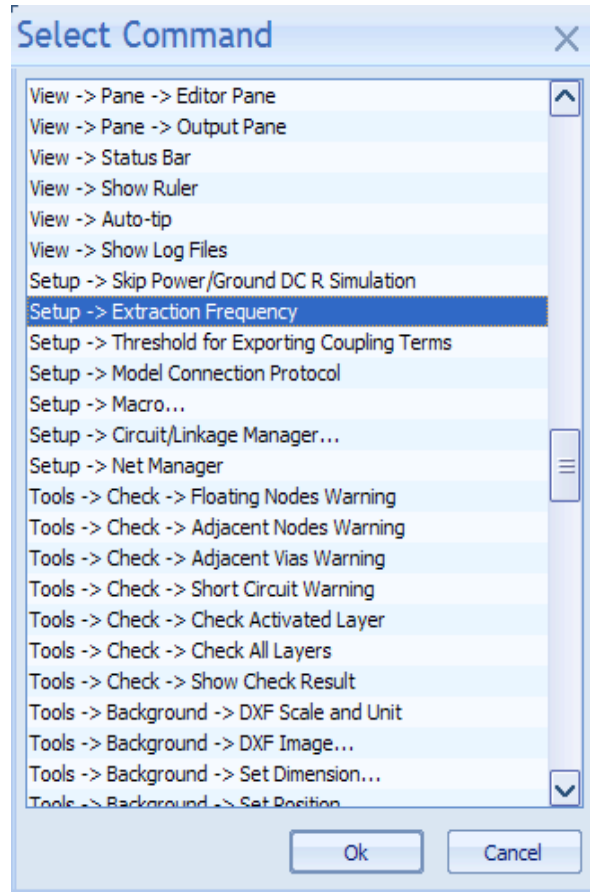 Select Command
View -> Pane -> Editor Pane
View -> Pane -> Output Pane
View -> Status Bar
View -> Show Ruler
View -> Auto-tip
View -> Show Log Files
Setup -> Skip Power/Ground DC R Simulation
Setup -> Extraction Frequency
Setup -> Threshold for Exporting Coupling Terms
Setup -> Model Connection Protocol
Setup -> Macro...
Setup -> Circuit/Linkage Manager...
Setup -> Net Manager
Tools -> Check -> Floating Nodes Warning
Tools -> Check -> Adjacent Nodes Warning
Tools -> Check -> Adjacent Vias Warning
Tools -> Check -> Short Circuit Warning
Tools -> Check -> Check Activated Layer
Tools -> Check -> Check All Layers
Tools -> Check -> Show Check Result
Tools -> Background -> DXF Scale and Unit
Tools -> Background -> DXF Image...
Tools -> Background -> Set Dimension...
Tools -> Background -> Set Position
Ok Cancel